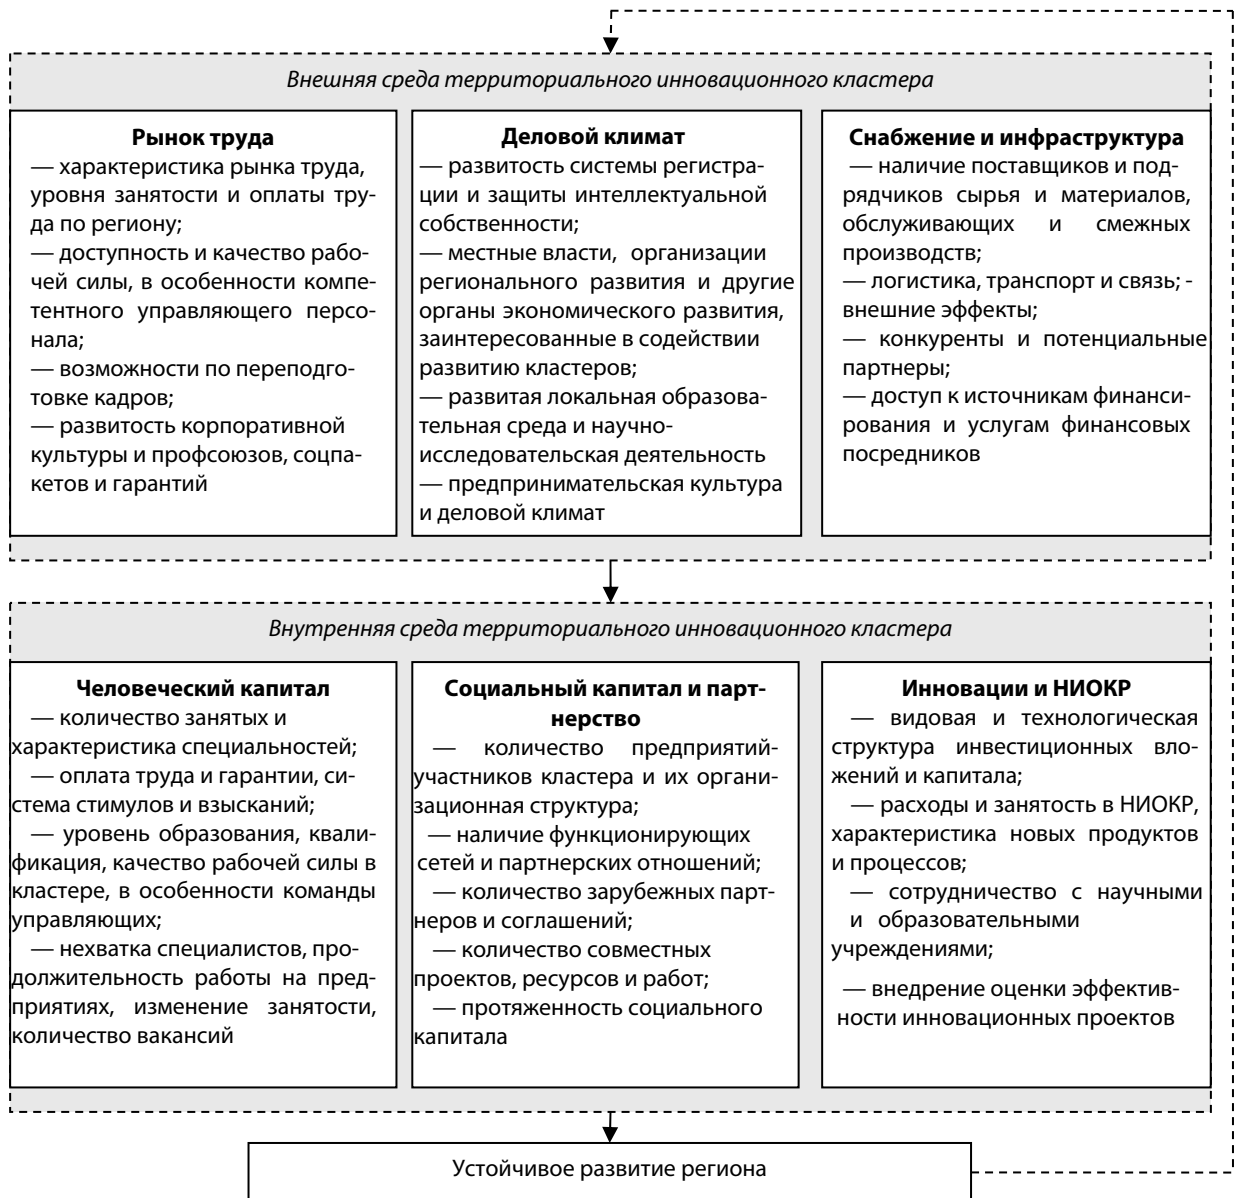 Внешняя среда территориального инновационного кластера
Рынок труда
— характеристика рынка труда,
уровня занятости и оплаты тру-
да по региону;
— доступность и качество рабо-
чей силы, в особенности компе-
тентного управляющего персо-
нала;
— возможности по переподго-
товке кадров;
— развитость корпоративной
культуры и профсоюзов, соцпа-
кетов и гарантий
Деловой климат
— развитость системы регистра-
ции и защиты интеллектуальной
собственности;
— местные власти, организации
регионального развития и другие
органы экономического развития,
заинтересованные в содействии
развитию кластеров;
— развитая локальная образова-
тельная среда и научно-
исследовательская деятельность
— предпринимательская культура
и деловой климат
Снабжение и инфраструктура
— наличие поставщиков и под-
рядчиков сырья и материалов,
обслуживающих и смежных
производств;
— логистика, транспорт и связь; -
внешние эффекты;
— конкуренты и потенциальные
партнеры;
— доступ к источникам финанси-
рования и услугам финансовых
посредников
Внутренняя среда территориального инновационного кластера
Человеческий капитал
— количество занятых и
характеристика специальностей;
— оплата труда и гарантии, си-
стема стимулов и взысканий;
— уровень образования, квали-
фикация, качество рабочей силы в
кластере, в особенности команды
управляющих;
— нехватка специалистов, про-
должительность работы на пред-
приятиях, изменение занятости,
количество вакансий
Социальный капитал и парт-
нерство
— количество предприятий-
участников кластера и их органи-
зационная структура;
— наличие функционирующих
сетей и партнерских отношений;
— количество зарубежных парт-
неров и соглашений;
— количество совместных
проектов, ресурсов и работ;
— протяженность социального
капитала
Инновации и НИОКР
— видовая и технологическая
структура инвестиционных вло-
жений и капитала;
— расходы и занятость в НИОКР,
характеристика новых продуктов
и процессов;
— сотрудничество с научными
и образовательными
учреждениями;
— внедрение оценки эффектив-
ности инновационных проектов
Устойчивое развитие региона